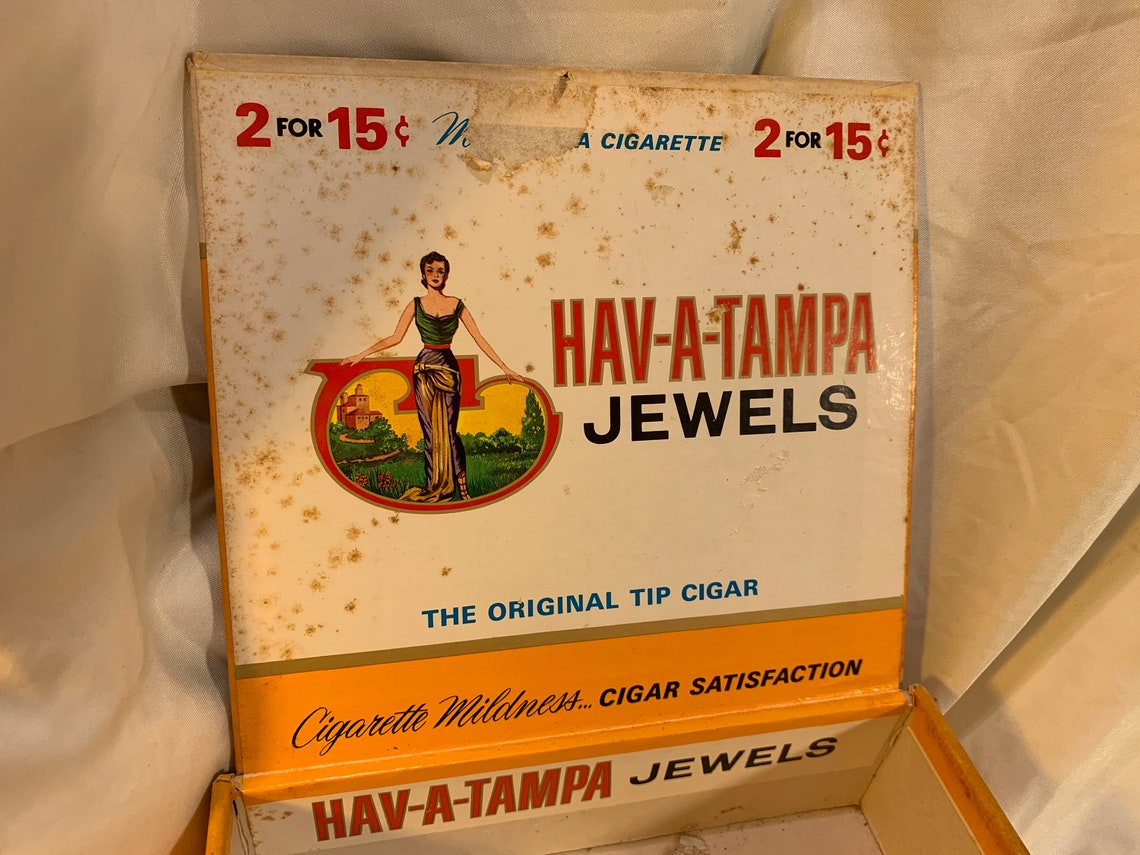 2 FOR 15¢ A CIGARETTE 2 FOR 15¢
HAV-A-TAMPA
JEWELS
THE ORIGINAL TIP CIGAR
Cigarette Mildness... CIGAR SATISFACTION
HAV-A-TAMPA JEWELS